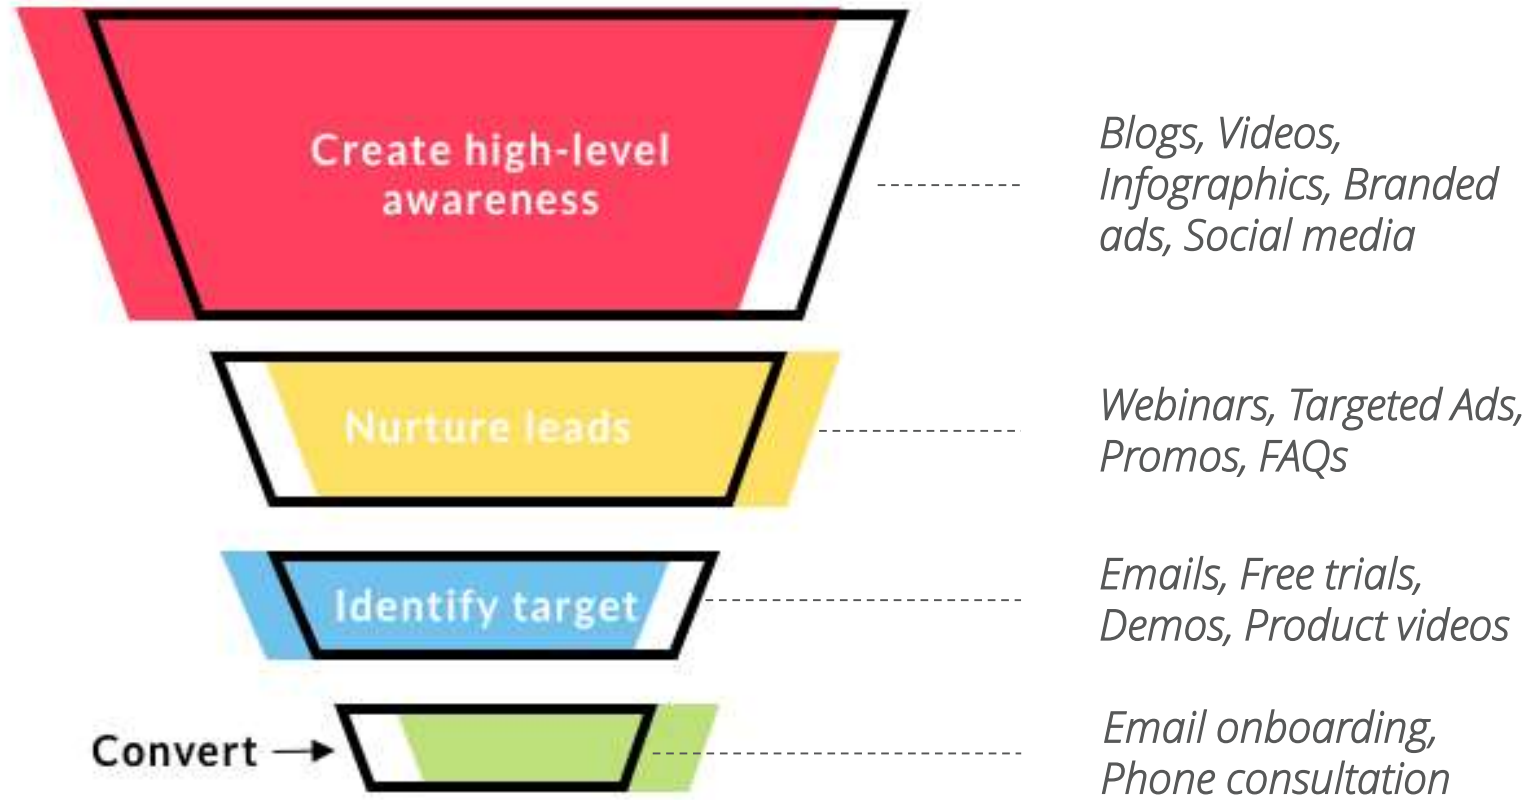 Create high-level
awareness
Blogs, Videos,
Infographics, Branded
ads, Social media
Nurture leads
Webinars, Targeted Ads,
Promos, FAQs
Identify target
Emails, Free trials,
Demos, Product videos
Convert
Email onboarding,
Phone consultation